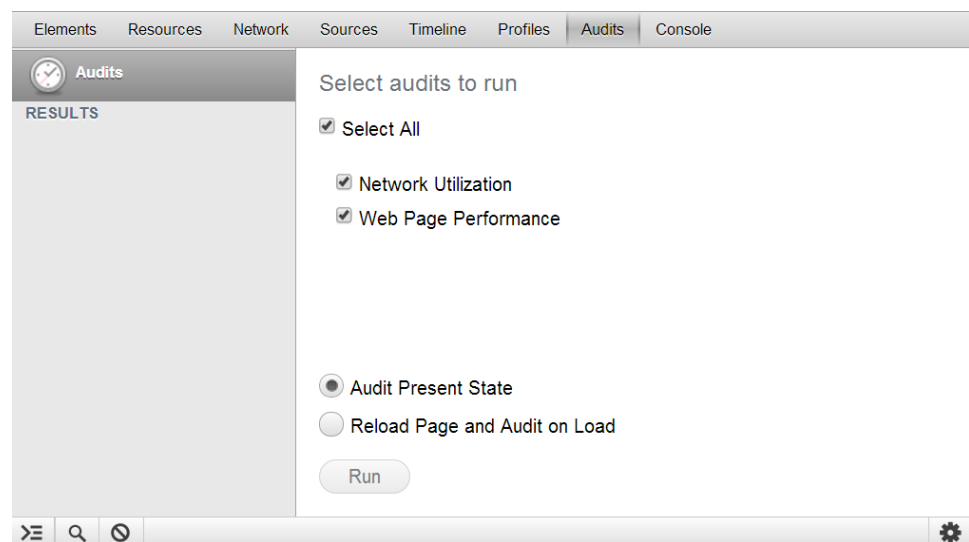 Elements Resources Network Sources Timeline Profiles Audits Console
Audits
RESULTS
Select audits to run
Select All
Network Utilization
Web Page Performance
Audit Present State
Reload Page and Audit on Load
Run